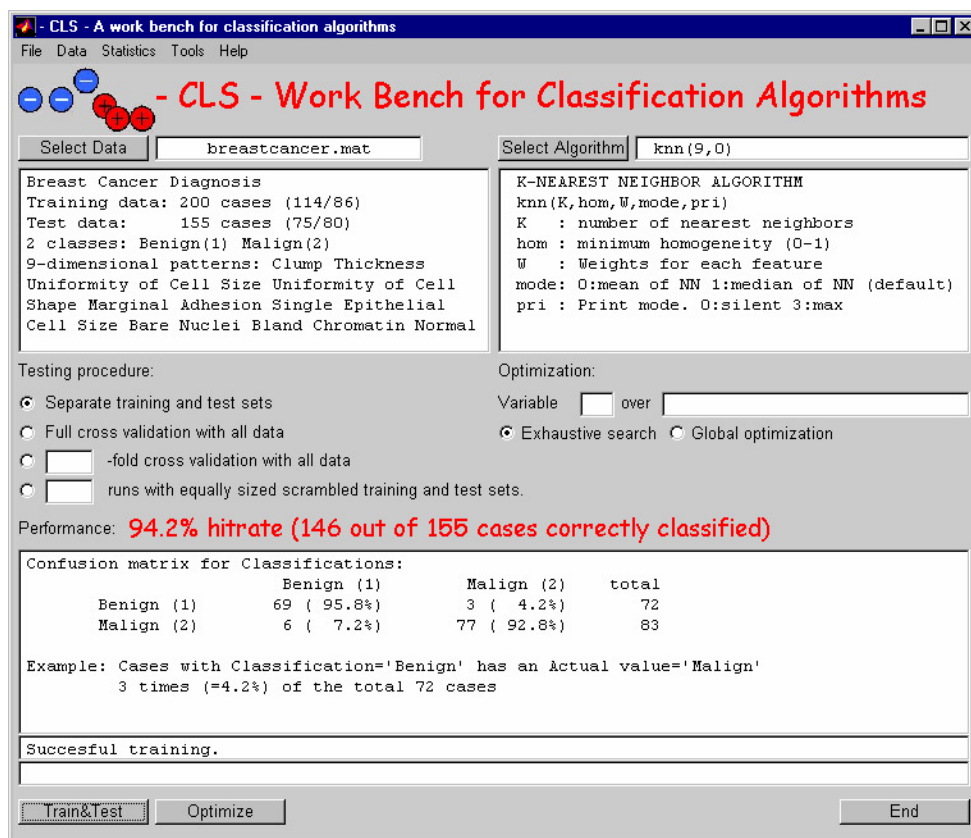 - CLS - A work bench for classification algorithms
File Data Statistics Tools Help
- CLS - Work Bench for Classification Algorithms
Select Data breastcancer.mat
Select Algorithm knn(9,0)
Breast Cancer Diagnosis
Training data: 200 cases (114/86)
Test data: 155 cases (75/80)
2 classes: Benign(1) Malign(2)
9-dimensional patterns: Clump Thickness
Uniformity of Cell Size Uniformity of Cell
Shape Marginal Adhesion Single Epithelial
Cell Size Bare Nuclei Bland Chromatin Normal
K-NEAREST NEIGHBOR ALGORITHM
knn(K,hom,W,mode,pri)
K : number of nearest neighbors
hom : minimum homogeneity (0-1)
W : Weights for each feature
mode: 0:mean of NN 1:median of NN (default)
pri : Print mode. 0:silent 3:max
Testing procedure:
Separate training and test sets
Full cross validation with all data
-fold cross validation with all data
runs with equally sized scrambled training and test sets.
Optimization:
Variable over
Exhaustive search Global optimization
Performance: 94.2% hitrate (146 out of 155 cases correctly classified)
Confusion matrix for Classifications:
Benign (1) Malign (2) total
Benign (1) 69 ( 95.8%) 3 ( 4.2%) 72
Malign (2) 6 ( 7.2%) 77 ( 92.8%) 83
Example: Cases with Classification='Benign' has an Actual value='Malign'
3 times (=4.2%) of the total 72 cases
Succesful training.
Train&Test Optimize End